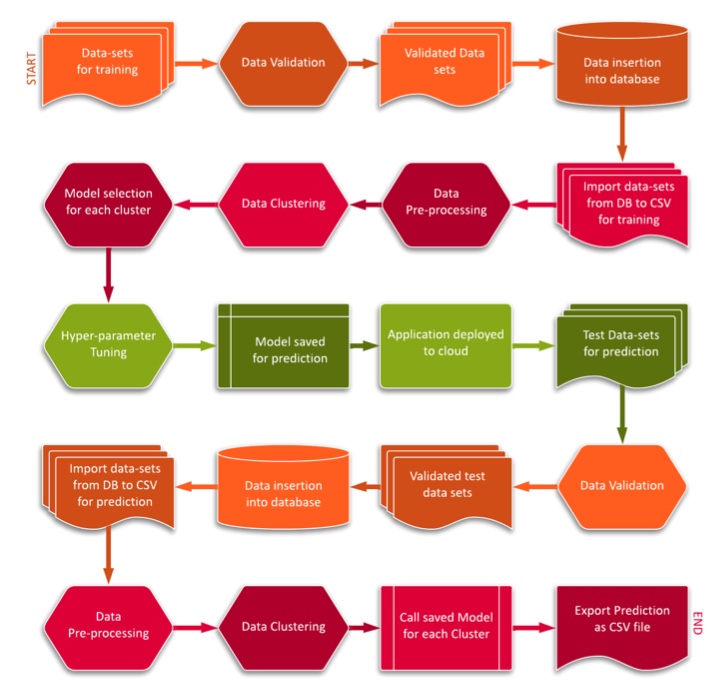 START
Data-sets
for training
Data Validation
Validated Data
sets
Data insertion
into database
Model selection
for each cluster
Data Clustering
Data
Pre-processing
Import data-sets
from DB to CSV
for training
Hyper-parameter
Tuning
Model saved
for prediction
Application deployed
to cloud
Test Data-sets
for prediction
Import data-sets
from DB to CSV
for prediction
Data insertion
into database
Validated test
data sets
Data Validation
Data
Pre-processing
Data Clustering
Call saved Model
for each Cluster
Export Prediction
as CSV file
END